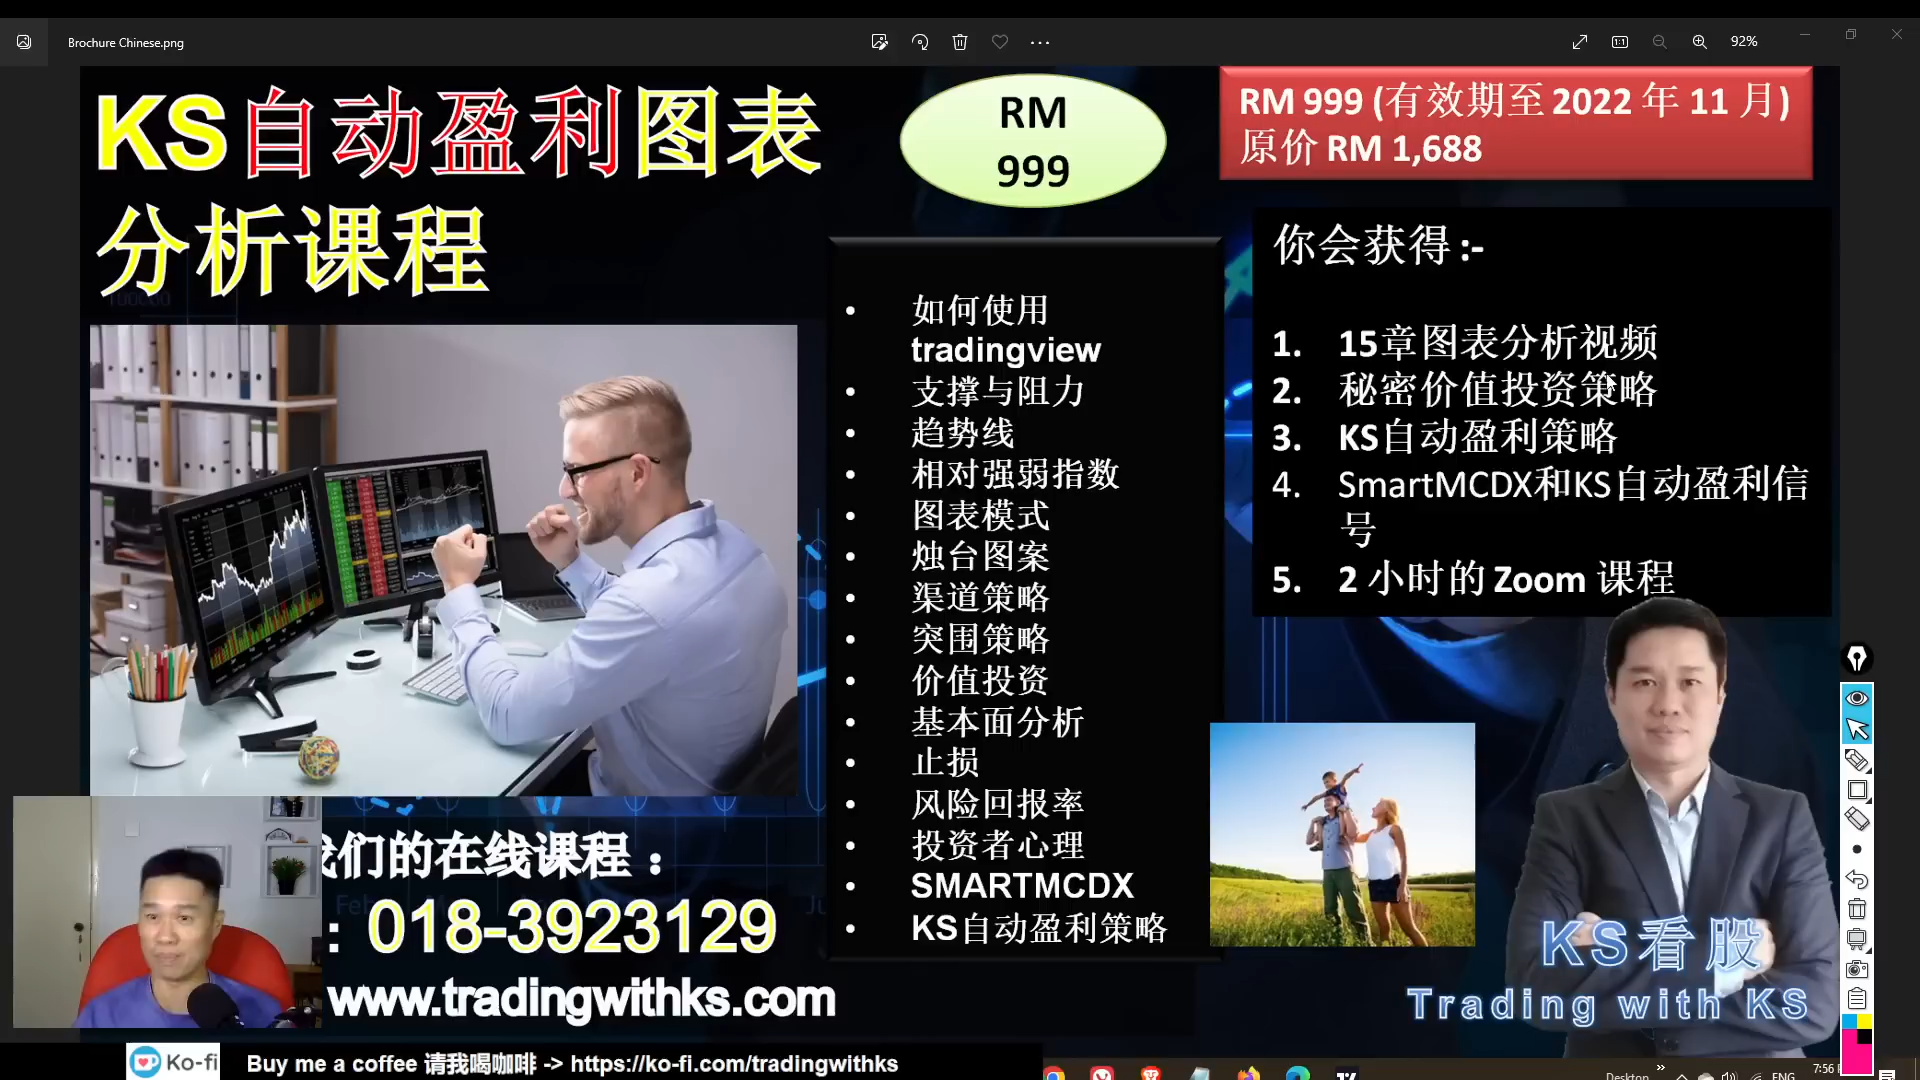 Brochure Chinese.png
92%
KS自动盈利图表
分析课程
RM
999
RM 999 (有效期至 2022 年 11 月)
原价 RM 1,688
• 如何使用
tradingview
• 支撑与阻力
• 趋势线
• 相对强弱指数
• 图表模式
• 烛台图案
• 渠道策略
• 突围策略
• 价值投资
• 基本面分析
• 止损
• 风险回报率
• 投资者心理
• SMARTMCDX
• KS自动盈利策略
你会获得 :-
1. 15章图表分析视频
2. 秘密价值投资策略
3. KS自动盈利策略
4. SmartMCDX和KS自动盈利信
号
5. 2 小时的 Zoom 课程
们的在线课程 ：
: 018-3923129
www.tradingwithks.com
KS看股
Trading with KS
Ko-fi
Buy me a coffee 请我喝咖啡 -> https://ko-fi.com/tradingwithks
Desktop
ENG
7:56